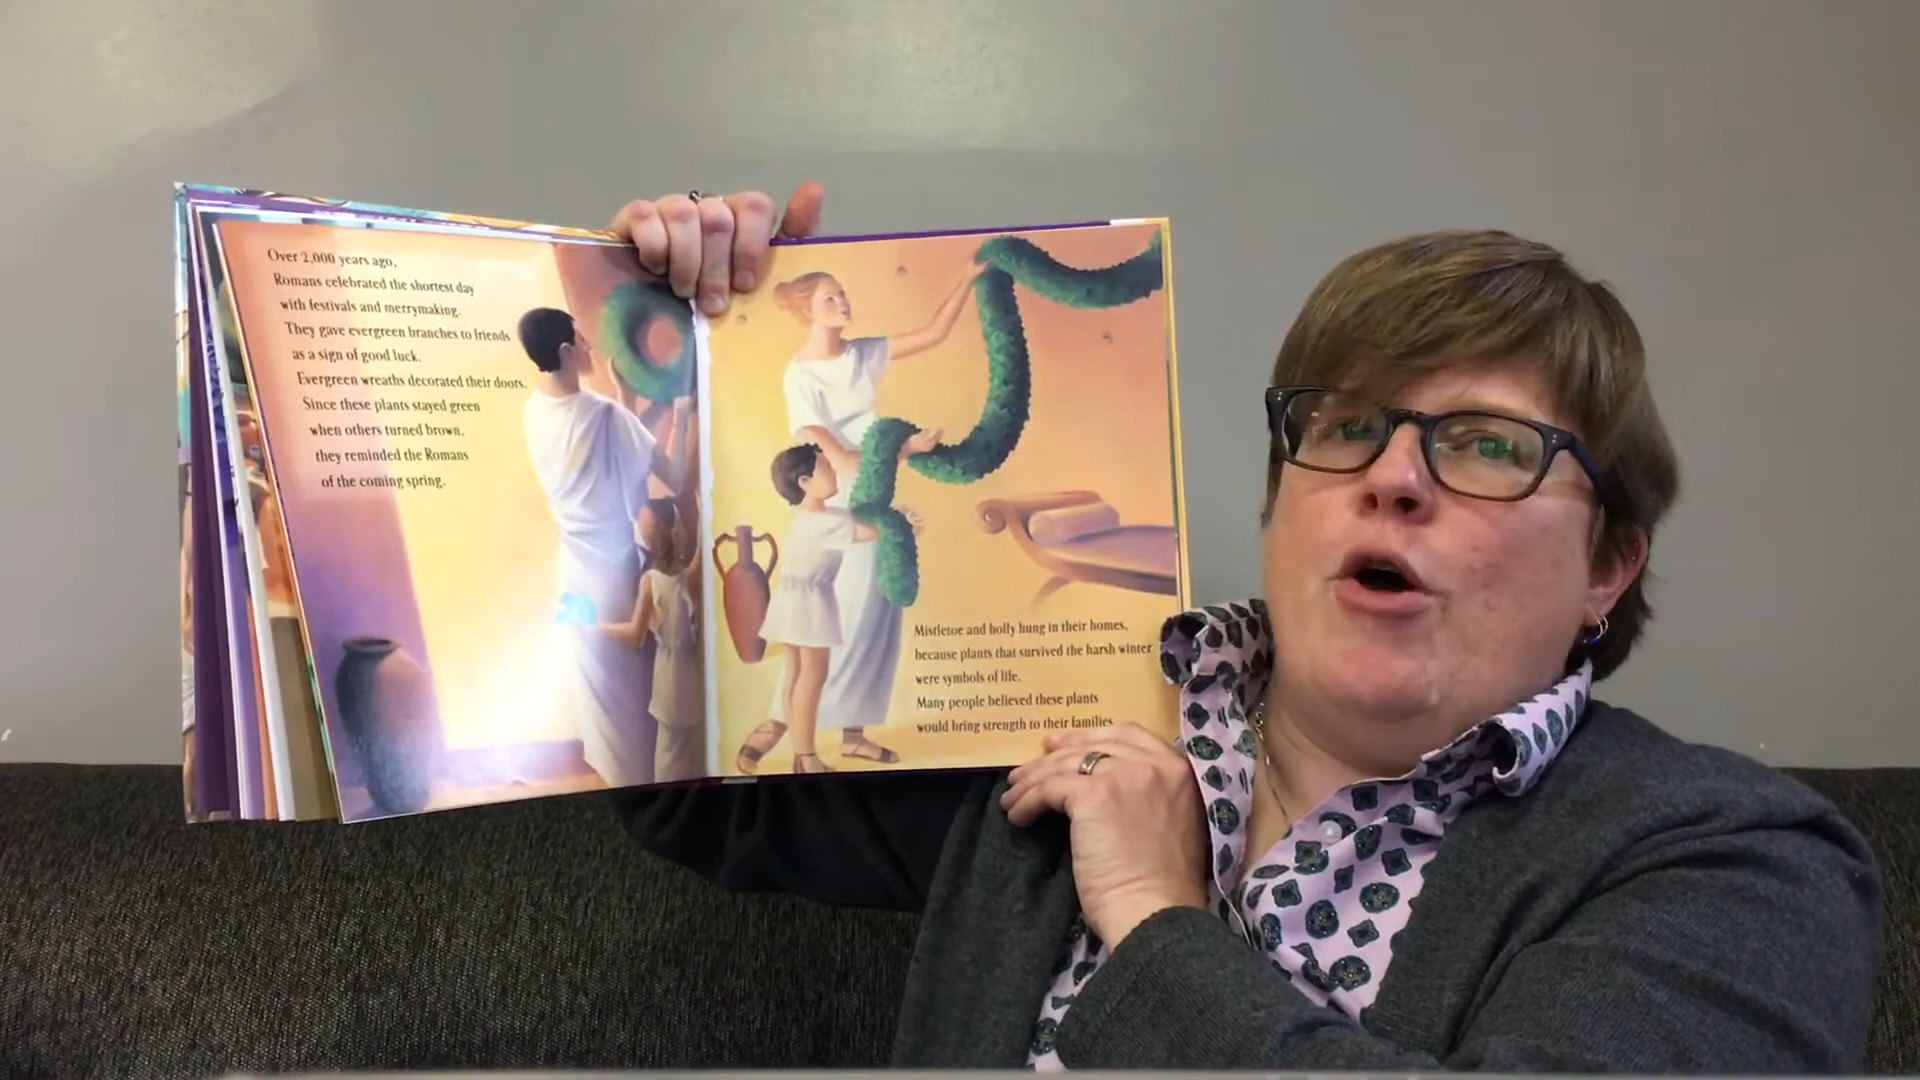 Over 2,000 years ago,
Romans celebrated the shortest day
with festivals and merrymaking.
They gave evergreen branches to friends
as a sign of good luck.
Evergreen wreaths decorated their doors.
Since these plants stayed green
when others turned brown,
they reminded the Romans
of the coming spring.
Mistletoe and holly hung in their homes,
because plants that survived the harsh winter
were symbols of life.
Many people believed these plants
would bring strength to their families